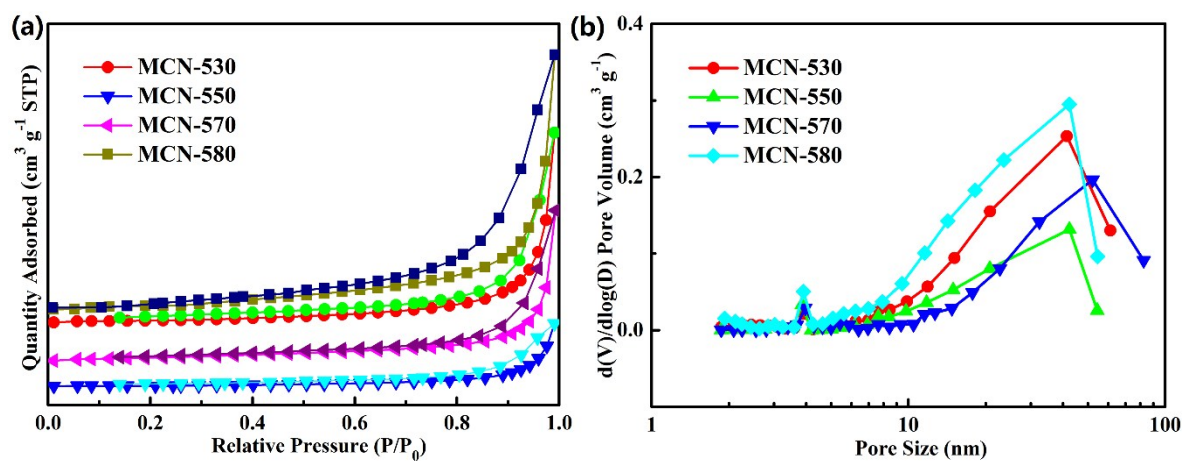 (a)
Quantity Adsorbed (cm³ g⁻¹ STP)
MCN-530
MCN-550
MCN-570
MCN-580
0.0 0.2 0.4 0.6 0.8 1.0
Relative Pressure (P/P₀)
(b)
d(V)/dlog(D) Pore Volume (cm³ g⁻¹)
0.4
0.2
0.0
MCN-530
MCN-550
MCN-570
MCN-580
1 10 100
Pore Size (nm)